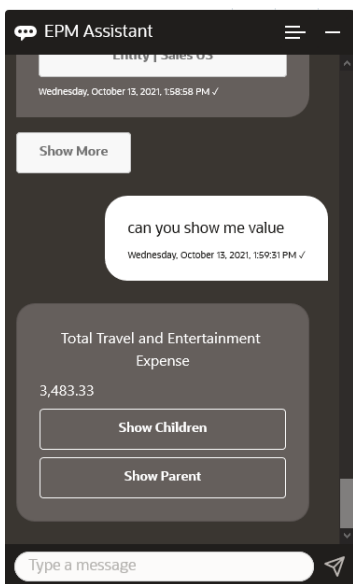 EPM Assistant
Entity | Sales US
Wednesday, October 13, 2021, 1:58:58 PM ✓
Show More
can you show me value
Wednesday, October 13, 2021, 1:59:31 PM ✓
Total Travel and Entertainment
Expense
3,483.33
Show Children
Show Parent
Type a message